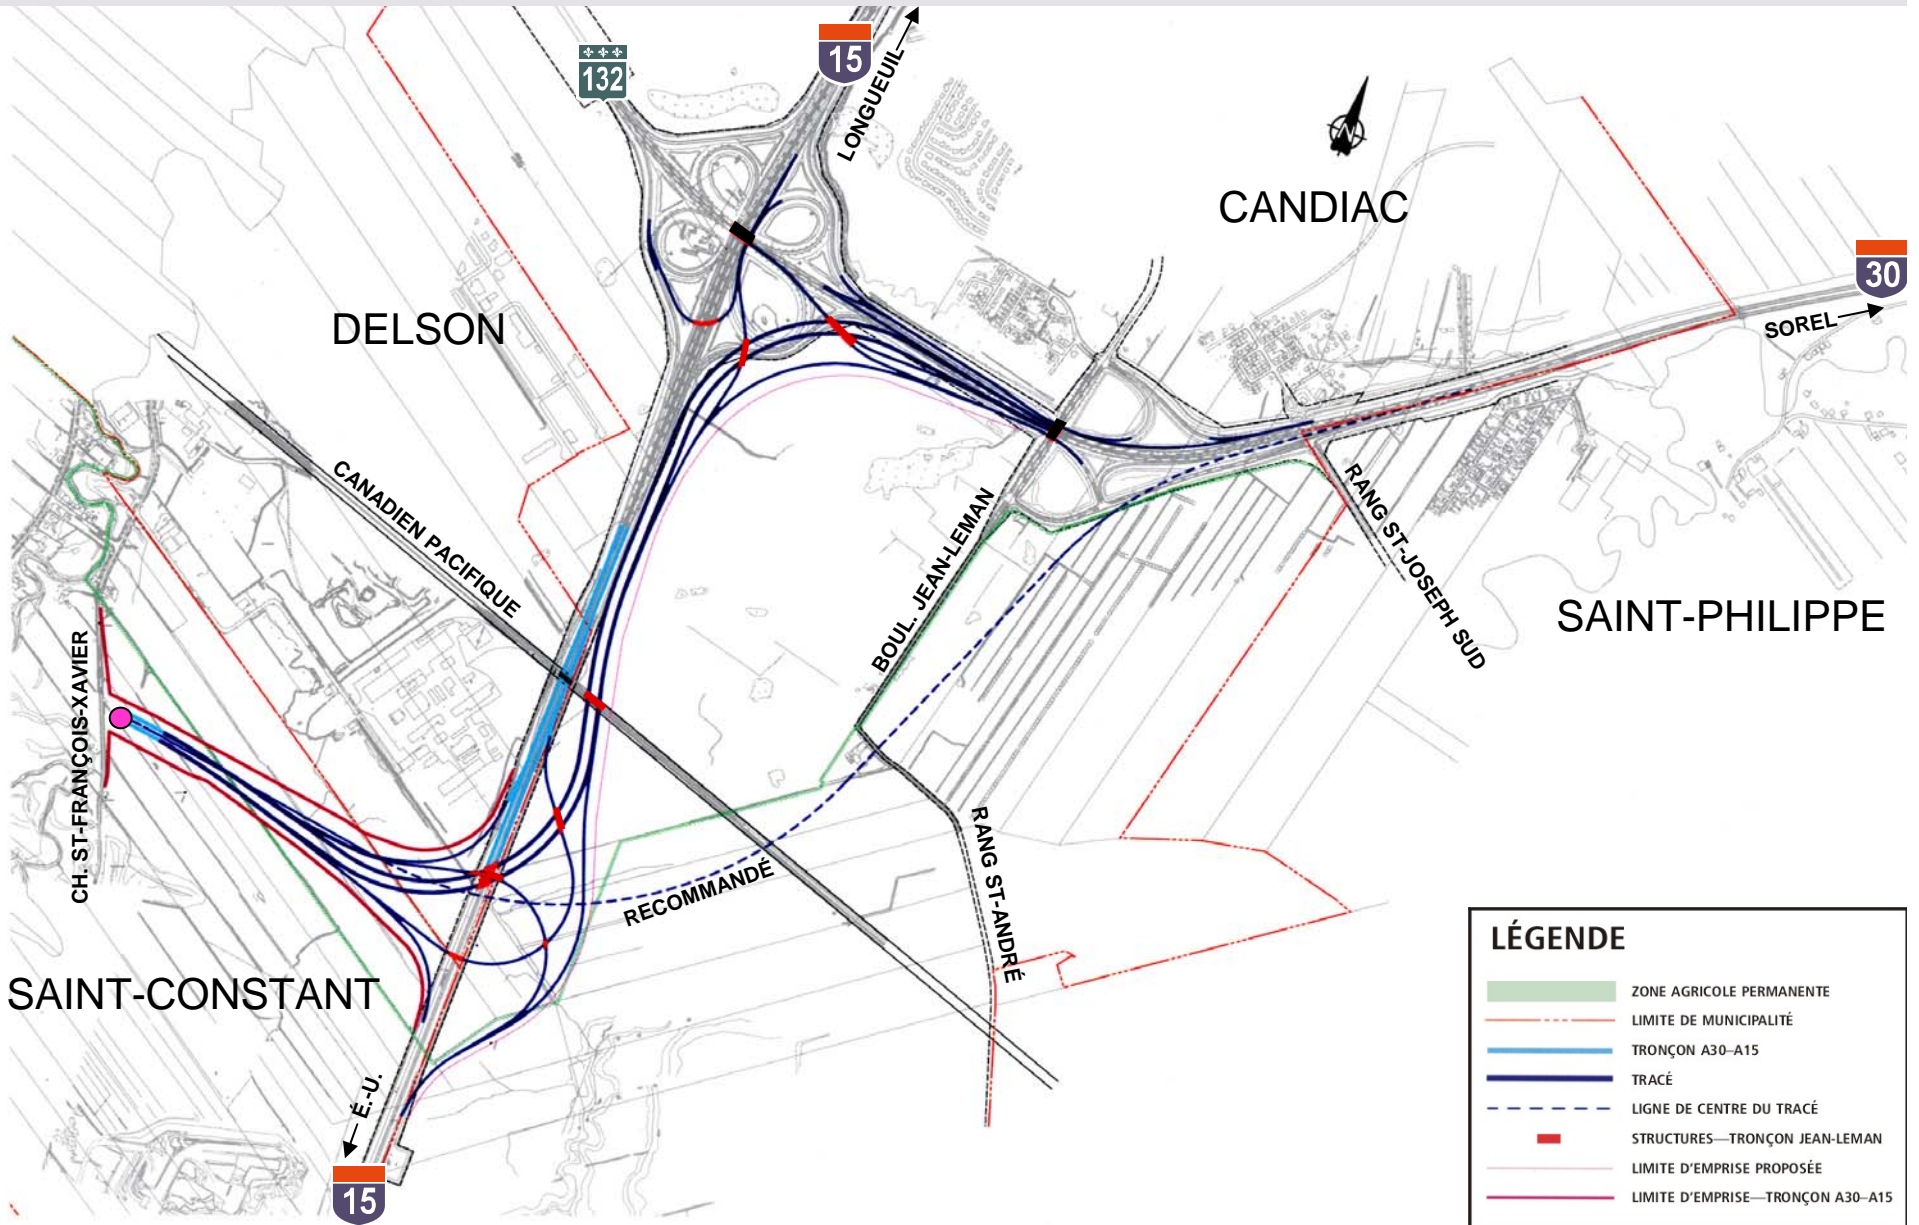 132
15
LONGUEUIL
N
CANDIAC
30
SOREL
DELSON
CANADIEN PACIFIQUE
BOUL. JEAN-LEMAN
RANG ST-JOSEPH SUD
SAINT-PHILIPPE
CH. ST-FRANÇOIS-XAVIER
RECOMMANDÉ
RANG ST-ANDRÉ
SAINT-CONSTANT
É.-U.
15
LÉGENDE
ZONE AGRICOLE PERMANENTE
LIMITE DE MUNICIPALITÉ
TRONÇON A30–A15
TRACÉ
LIGNE DE CENTRE DU TRACÉ
STRUCTURES—TRONÇON JEAN-LEMAN
LIMITE D'EMPRISE PROPOSÉE
LIMITE D'EMPRISE—TRONÇON A30–A15